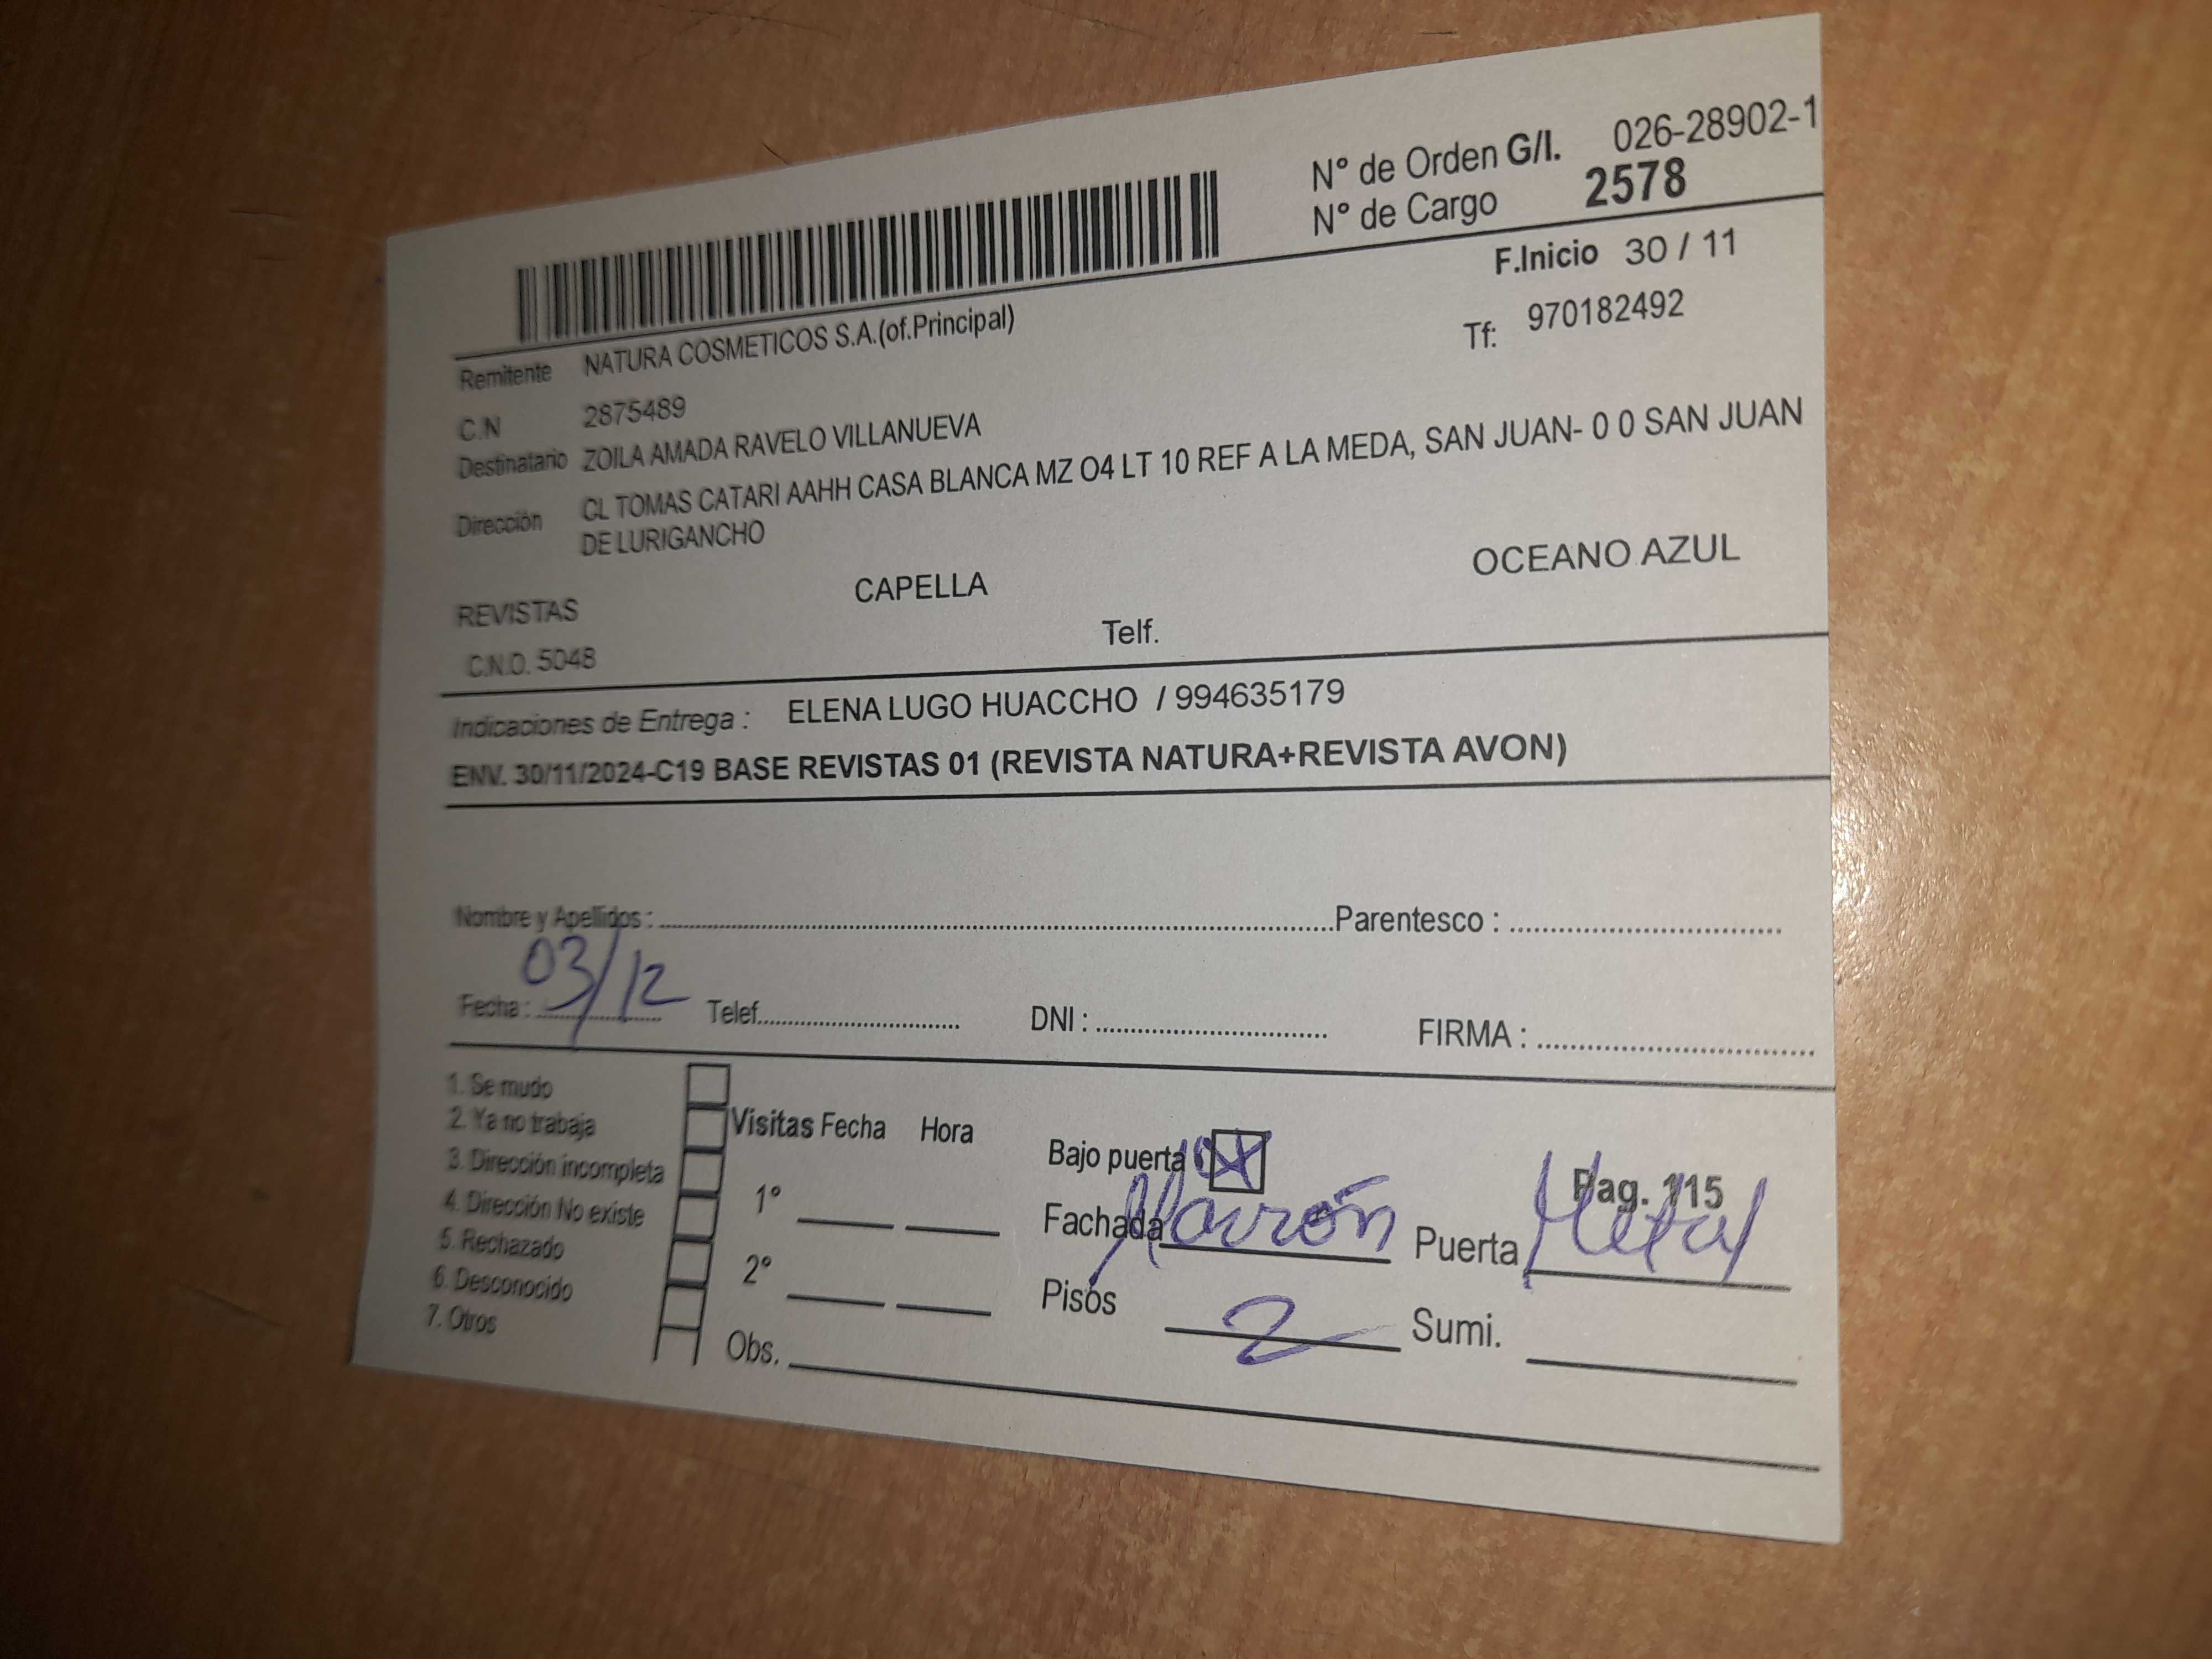 N° de Orden G/I. 026-28902-1
N° de Cargo 2578
F.Inicio 30 / 11
Remitente NATURA COSMETICOS S.A.(of.Principal)
Tf: 970182492
C.N 2875489
Destinatario ZOILA AMADA RAVELO VILLANUEVA
Dirección CL TOMAS CATARI AAHH CASA BLANCA MZ O4 LT 10 REF A LA MEDA, SAN JUAN- 0 0 SAN JUAN
DE LURIGANCHO
REVISTAS CAPELLA OCEANO AZUL
C.N.O. 5048 Telf.
Indicaciones de Entrega : ELENA LUGO HUACCHO / 994635179
ENV. 30/11/2024-C19 BASE REVISTAS 01 (REVISTA NATURA+REVISTA AVON)
Nombre y Apellidos : Parentesco :
Fecha : 03/12 Telef. DNI : FIRMA :
1. Se mudo
2. Ya no trabaja
3. Dirección incompleta
4. Dirección No existe
5. Rechazado
6. Desconocido
7. Otros
Visitas Fecha Hora
1°
2°
Obs.
Bajo puerta X
Pag. 115
Fachada Marrón Puerta Metal
Pisos 2 Sumi.